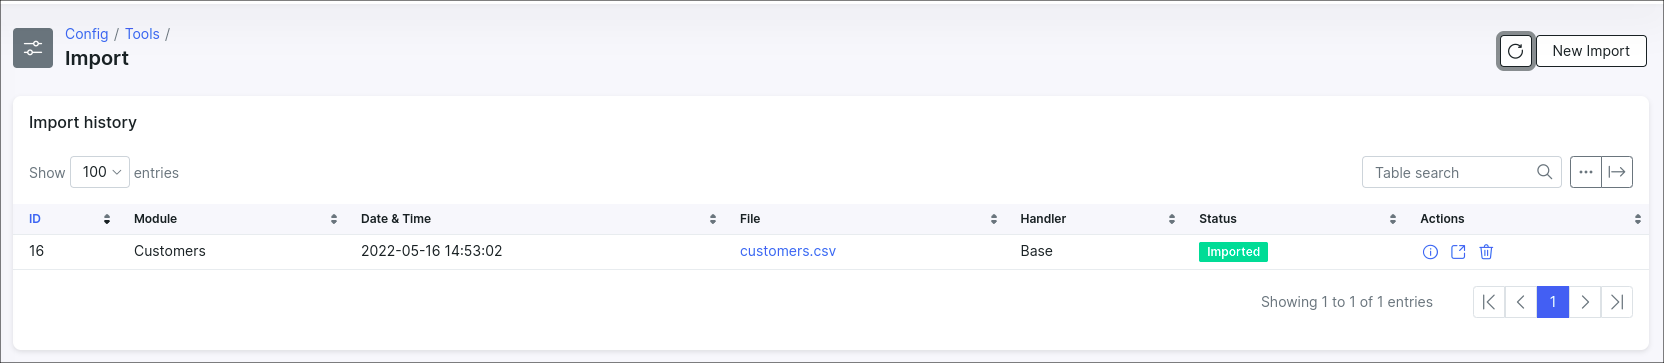 Config / Tools /
Import
New Import
Import history
Show 100 entries
Table search
ID Module Date & Time File Handler Status Actions
16 Customers 2022-05-16 14:53:02 customers.csv Base Imported
Showing 1 to 1 of 1 entries
1